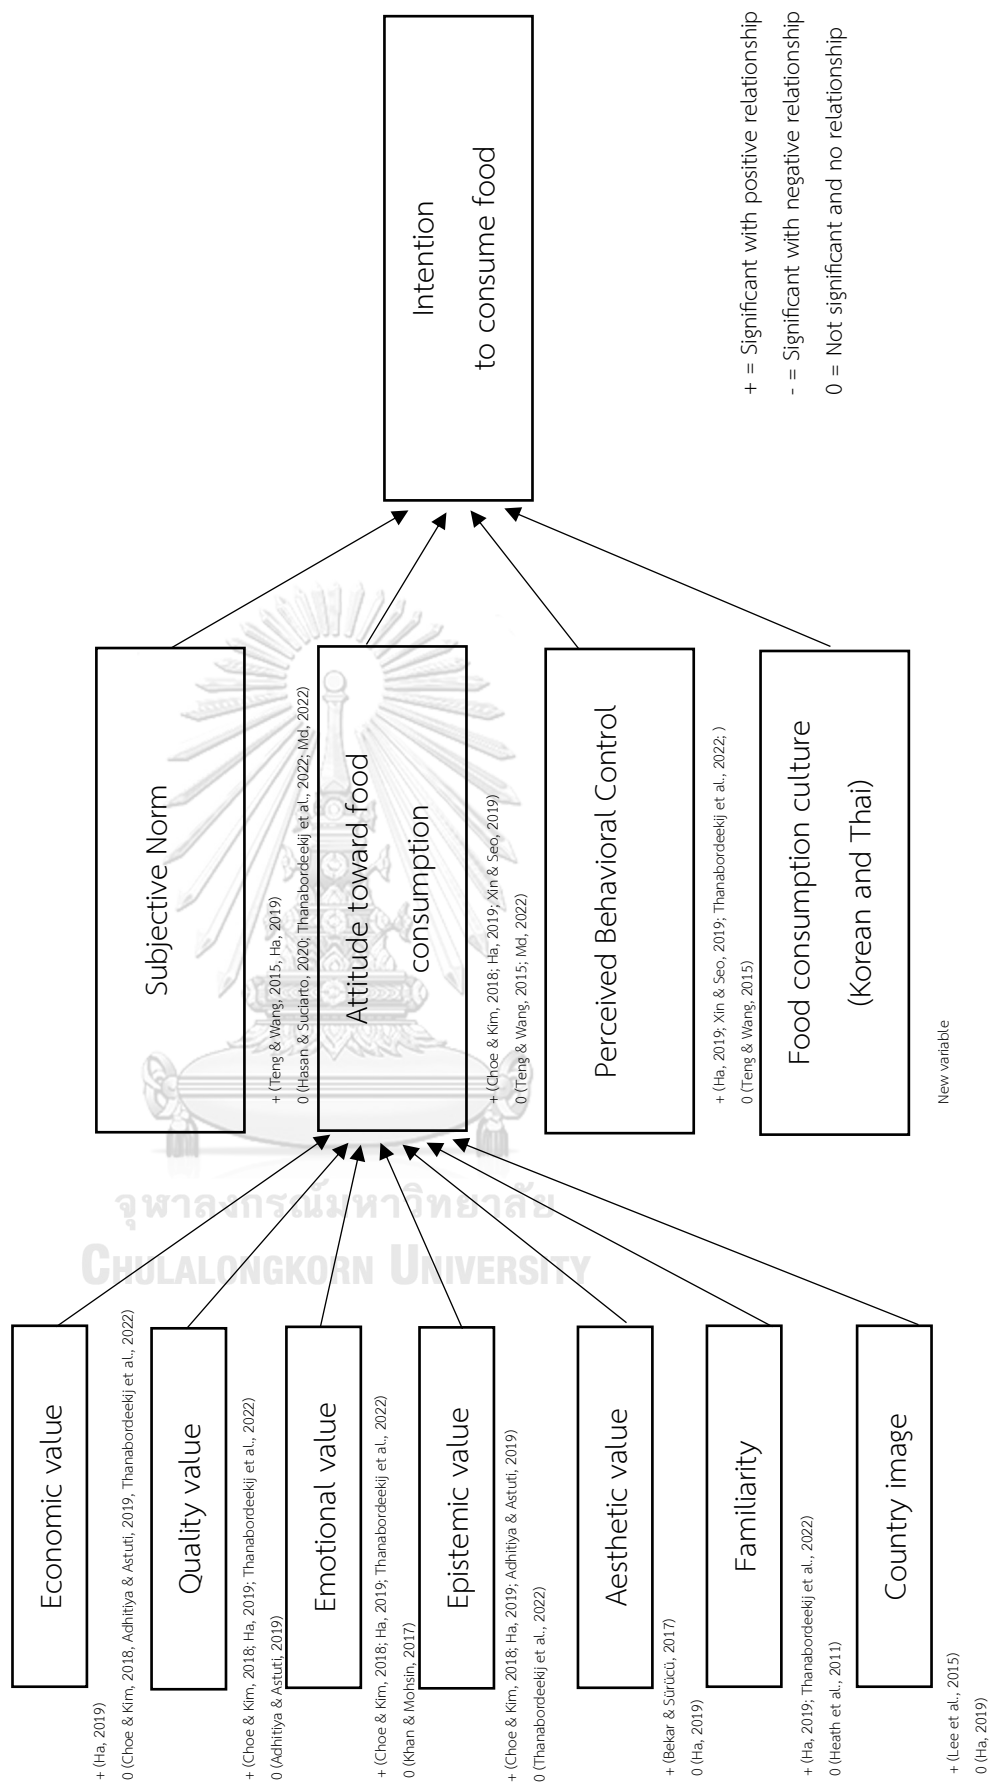 Economic value
+ (Ha, 2019)
0 (Choe & Kim, 2018, Adhitiya & Astuti, 2019, Thanabordeekij et al., 2022)
Quality value
+ (Choe & Kim, 2018; Ha, 2019; Thanabordeekij et al., 2022)
0 (Adhitiya & Astuti, 2019)
Emotional value
+ (Choe & Kim, 2018; Ha, 2019; Thanabordeekij et al., 2022)
0 (Khan & Mohsin, 2017)
Epistemic value
+ (Choe & Kim, 2018; Ha, 2019; Adhitiya & Astuti, 2019)
0 (Thanabordeekij et al., 2022)
Aesthetic value
+ (Bekar & Sürücü, 2017)
0 (Ha, 2019)
Familiarity
+ (Ha, 2019; Thanabordeekij et al., 2022)
0 (Heath et al., 2011)
Country image
+ (Lee et al., 2015)
0 (Ha, 2019)
Subjective Norm
+ (Teng & Wang, 2015, Ha, 2019)
0 (Hasan & Suciarto, 2020; Thanabordeekij et al., 2022; Md, 2022)
Attitude toward food
consumption
+ (Choe & Kim, 2018; Ha, 2019; Xin & Seo, 2019)
0 (Teng & Wang, 2015; Md, 2022)
Perceived Behavioral Control
+ (Ha, 2019; Xin & Seo, 2019; Thanabordeekij et al., 2022; )
0 (Teng & Wang, 2015)
Food consumption culture
(Korean and Thai)
New variable
Intention
to consume food
+ = Significant with positive relationship
- = Significant with negative relationship
0 = Not significant and no relationship
จุฬาลงกรณ์มหาวิทยาลัย
CHULALONGKORN UNIVERSITY